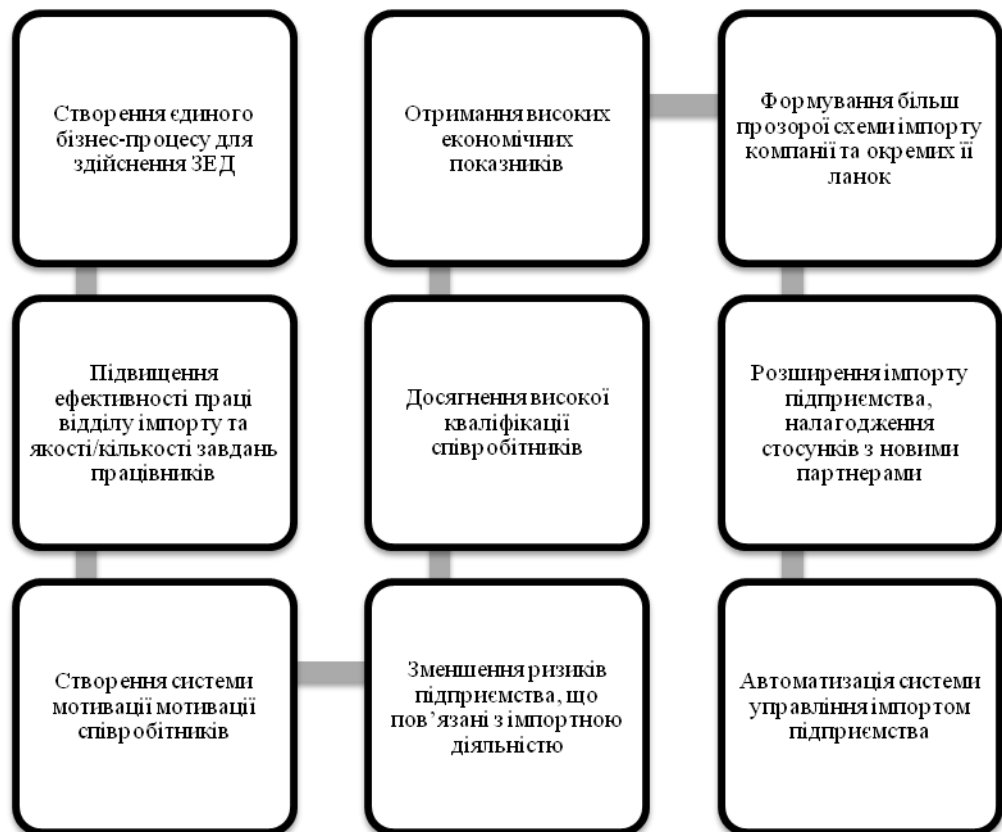 Створення єдиного
бізнес-процесу для
здійснення ЗЕД
Підвищення
ефективності праці
відділу імпорту та
якості/кількості завдань
працівників
Створення системи
мотивації мотивації
співробітників
Зменшення ризиків
підприємства, що
пов’язані з імпортною
діяльністю
Досягнення високої
кваліфікації
співробітників
Отримання високих
економічних
показників
Формування більш
прозорої схеми імпорту
компанії та окремих її
ланок
Розширення імпорту
підприємства,
налагодження
стосунків з новими
партнерами
Автоматизація системи
управління імпортом
підприємства